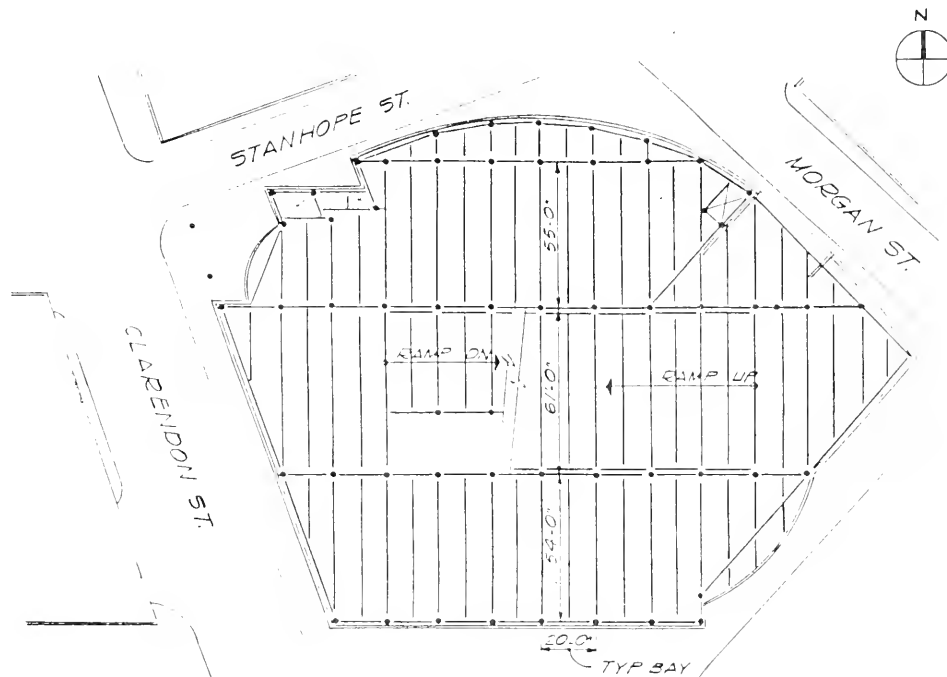 N
STANHOPE ST.
MORGAN ST.
CLARENDON ST.
55'-0"
RAMP ON
RAMP UP
61'-0"
54'-0"
20'-0"
TYP BAY